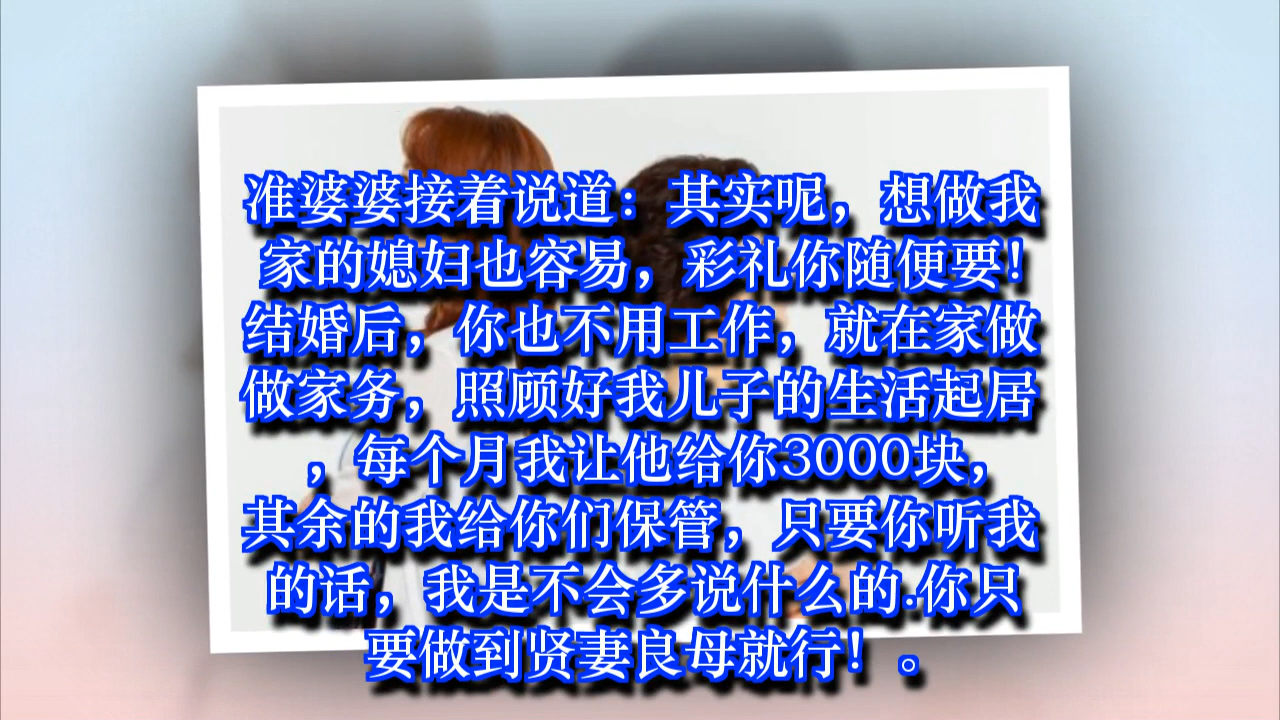 准婆婆接着说道：其实呢，想做我
家的媳妇也容易，彩礼你随便要！
结婚后，你也不用工作，就在家做
做家务，照顾好我儿子的生活起居
，每个月我让他给你3000块，
其余的我给你们保管，只要你听我
的话，我是不会多说什么的.你只
要做到贤妻良母就行！。